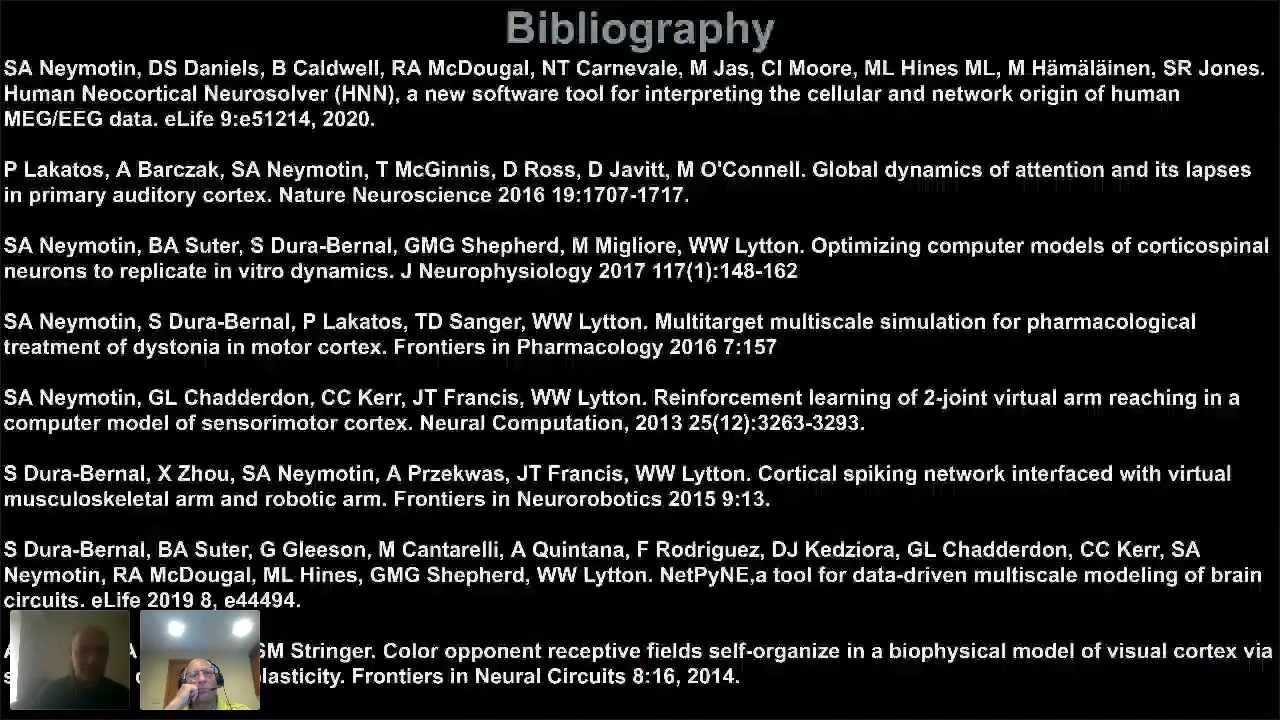 Bibliography
SA Neymotin, DS Daniels, B Caldwell, RA McDougal, NT Carnevale, M Jas, CI Moore, ML Hines ML, M Hämäläinen, SR Jones.
Human Neocortical Neurosolver (HNN), a new software tool for interpreting the cellular and network origin of human
MEG/EEG data. eLife 9:e51214, 2020.
P Lakatos, A Barczak, SA Neymotin, T McGinnis, D Ross, D Javitt, M O'Connell. Global dynamics of attention and its lapses
in primary auditory cortex. Nature Neuroscience 2016 19:1707-1717.
SA Neymotin, BA Suter, S Dura-Bernal, GMG Shepherd, M Migliore, WW Lytton. Optimizing computer models of corticospinal
neurons to replicate in vitro dynamics. J Neurophysiology 2017 117(1):148-162
SA Neymotin, S Dura-Bernal, P Lakatos, TD Sanger, WW Lytton. Multitarget multiscale simulation for pharmacological
treatment of dystonia in motor cortex. Frontiers in Pharmacology 2016 7:157
SA Neymotin, GL Chadderdon, CC Kerr, JT Francis, WW Lytton. Reinforcement learning of 2-joint virtual arm reaching in a
computer model of sensorimotor cortex. Neural Computation, 2013 25(12):3263-3293.
S Dura-Bernal, X Zhou, SA Neymotin, A Przekwas, JT Francis, WW Lytton. Cortical spiking network interfaced with virtual
musculoskeletal arm and robotic arm. Frontiers in Neurorobotics 2015 9:13.
S Dura-Bernal, BA Suter, G Gleeson, M Cantarelli, A Quintana, F Rodriguez, DJ Kedziora, GL Chadderdon, CC Kerr, SA
Neymotin, RA McDougal, ML Hines, GMG Shepherd, WW Lytton. NetPyNE,a tool for data-driven multiscale modeling of brain
circuits. eLife 2019 8, e44494.
SM Stringer. Color opponent receptive fields self-organize in a biophysical model of visual cortex via
lasticity. Frontiers in Neural Circuits 8:16, 2014.